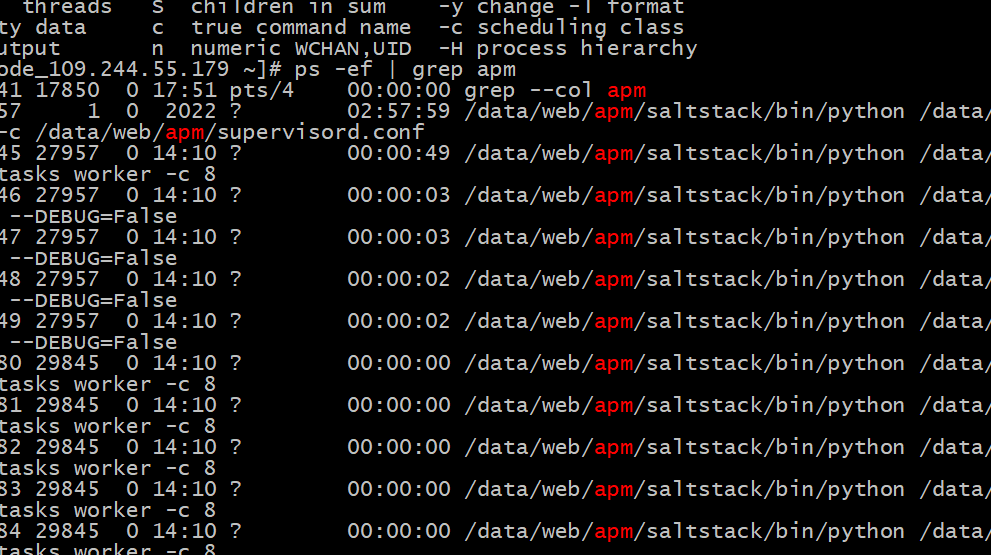 threads  S  children in sum    -y change -l format
ty data    c  true command name  -c scheduling class
utput      n  numeric WCHAN,UID  -H process hierarchy
ode_109.244.55.179 ~]# ps -ef | grep apm
41 17850  0 17:51 pts/4    00:00:00 grep --col apm
57     1  0  2022 ?        02:57:59 /data/web/apm/saltstack/bin/python /data/
-c /data/web/apm/supervisord.conf
45 27957  0 14:10 ?        00:00:49 /data/web/apm/saltstack/bin/python /data/
tasks worker -c 8
46 27957  0 14:10 ?        00:00:03 /data/web/apm/saltstack/bin/python /data/
--DEBUG=False
47 27957  0 14:10 ?        00:00:03 /data/web/apm/saltstack/bin/python /data/
--DEBUG=False
48 27957  0 14:10 ?        00:00:02 /data/web/apm/saltstack/bin/python /data/
--DEBUG=False
49 27957  0 14:10 ?        00:00:02 /data/web/apm/saltstack/bin/python /data/
--DEBUG=False
80 29845  0 14:10 ?        00:00:00 /data/web/apm/saltstack/bin/python /data/
tasks worker -c 8
81 29845  0 14:10 ?        00:00:00 /data/web/apm/saltstack/bin/python /data/
tasks worker -c 8
82 29845  0 14:10 ?        00:00:00 /data/web/apm/saltstack/bin/python /data/
tasks worker -c 8
83 29845  0 14:10 ?        00:00:00 /data/web/apm/saltstack/bin/python /data/
tasks worker -c 8
84 29845  0 14:10 ?        00:00:00 /data/web/apm/saltstack/bin/python /data/
tasks worker -c 8